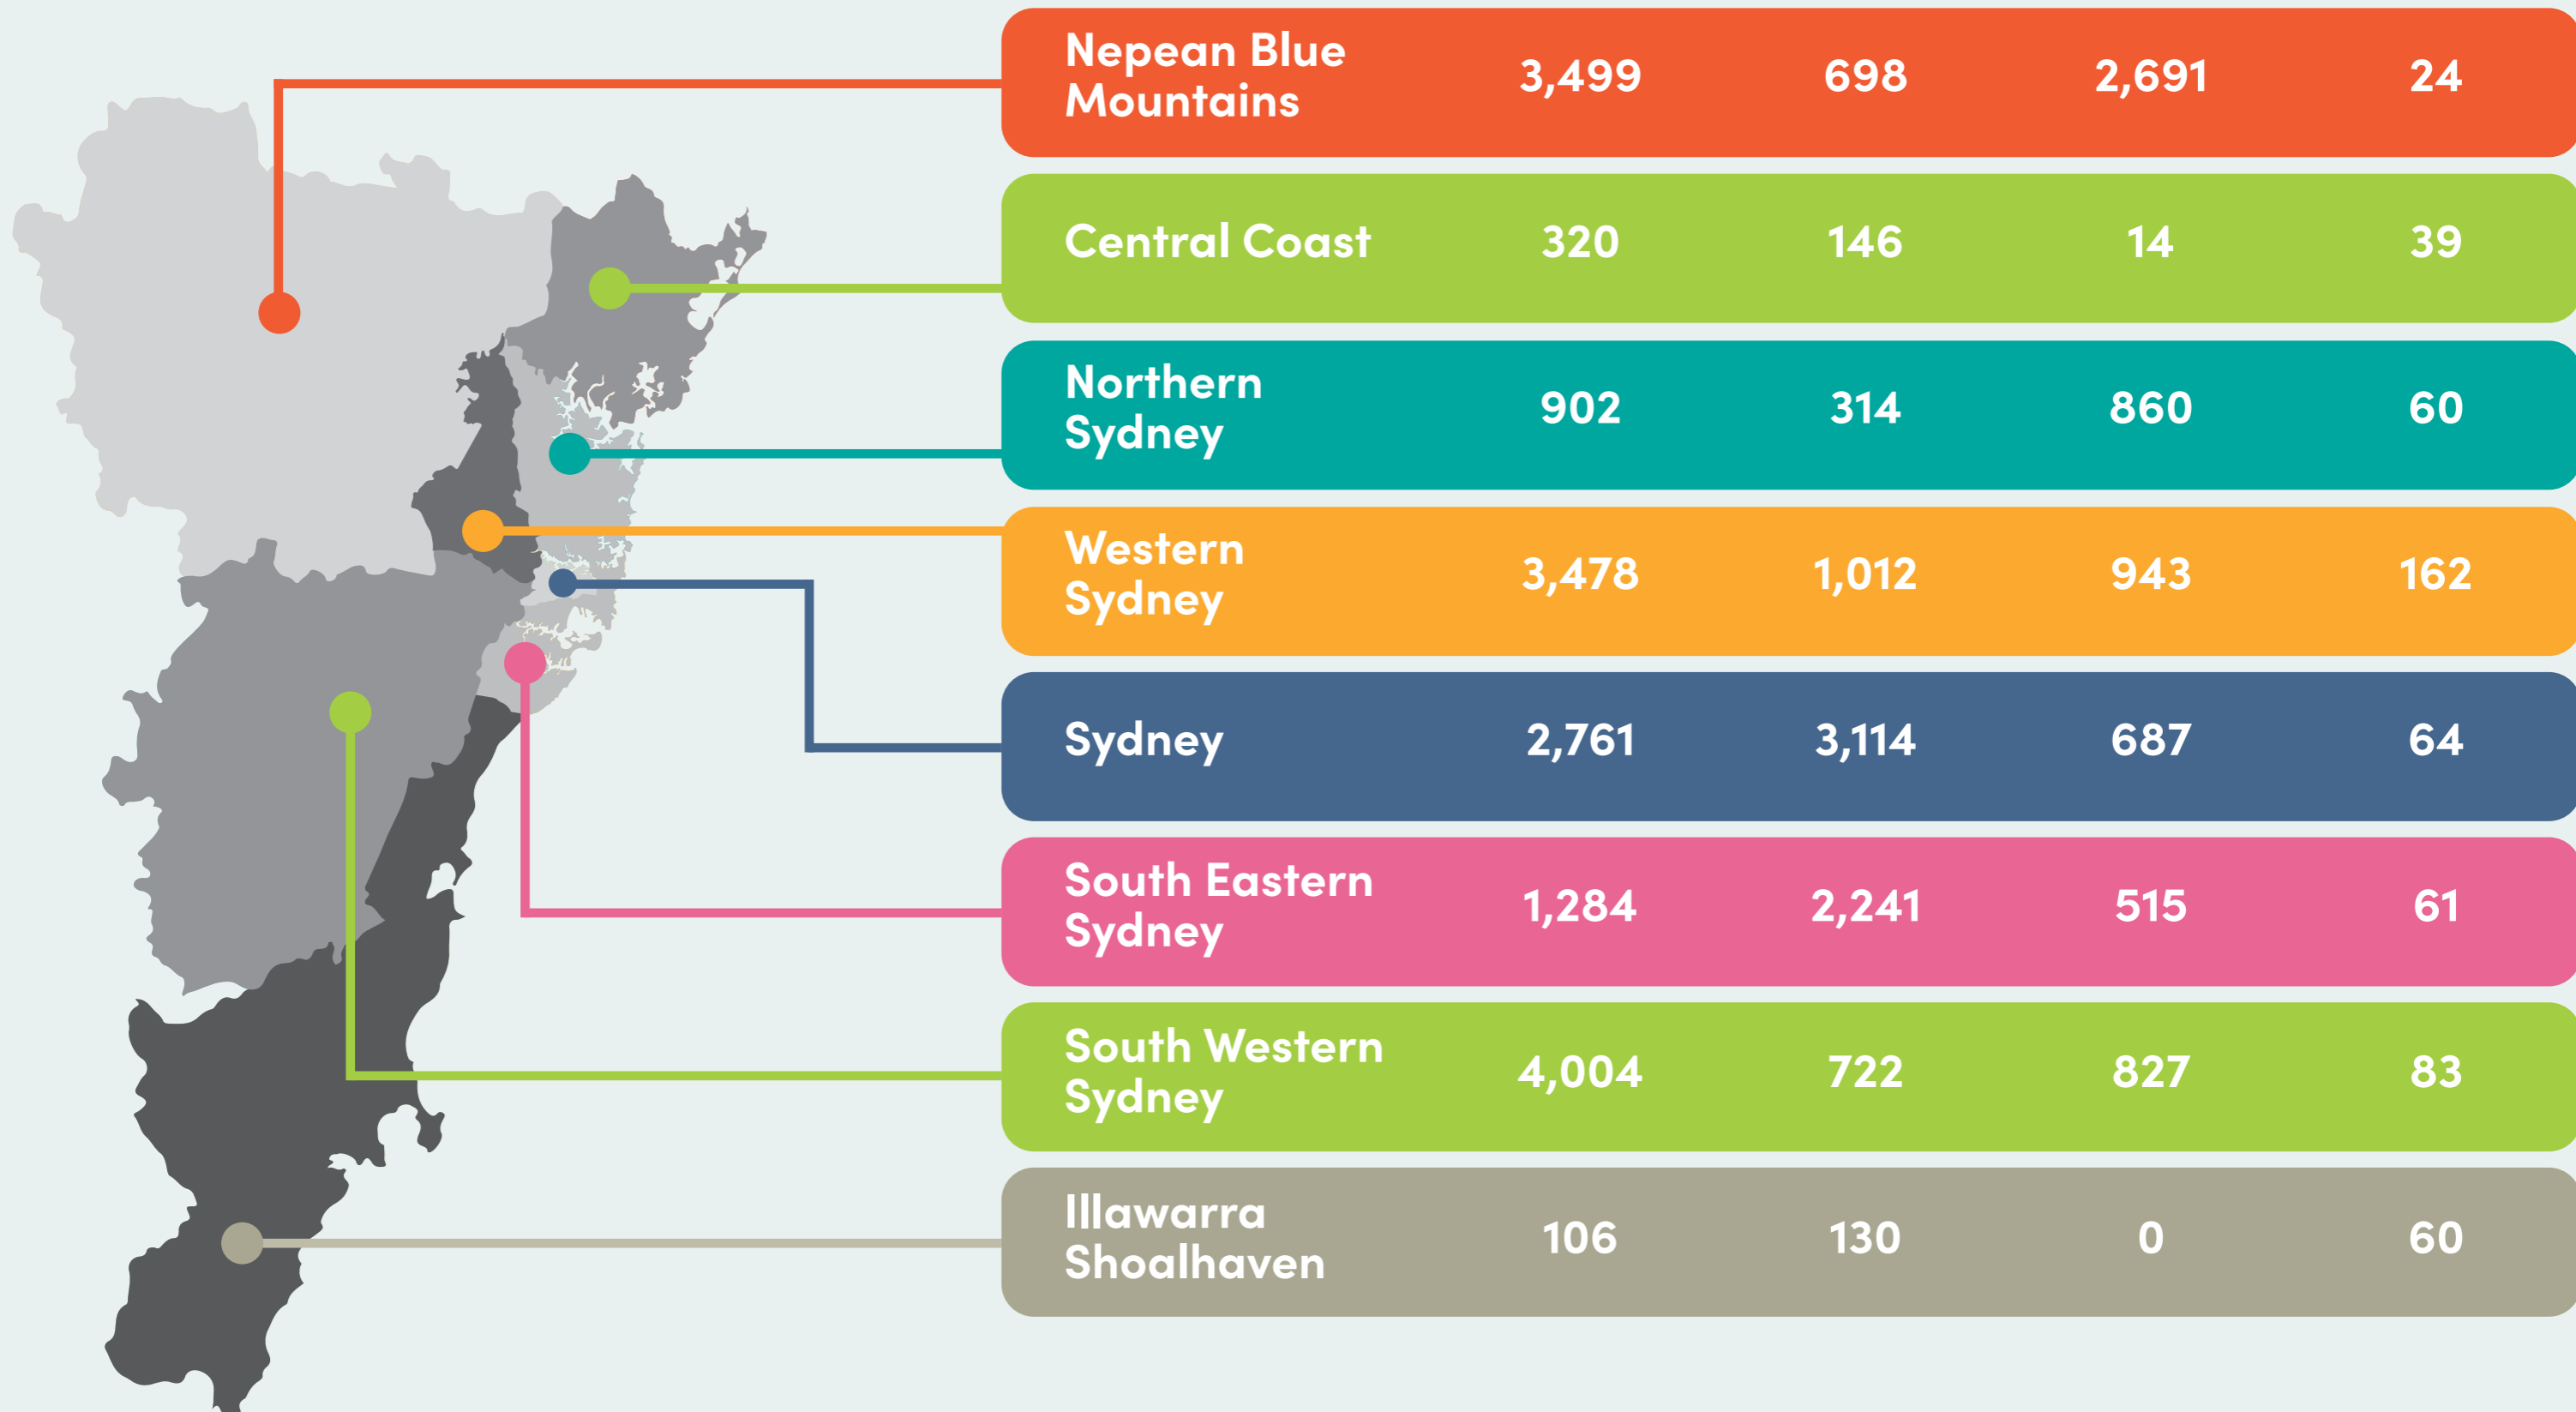 Nepean Blue
Mountains 3,499 698 2,691 24
Central Coast 320 146 14 39
Northern
Sydney 902 314 860 60
Western
Sydney 3,478 1,012 943 162
Sydney 2,761 3,114 687 64
South Eastern
Sydney 1,284 2,241 515 61
South Western
Sydney 4,004 722 827 83
Illawarra
Shoalhaven 106 130 0 60